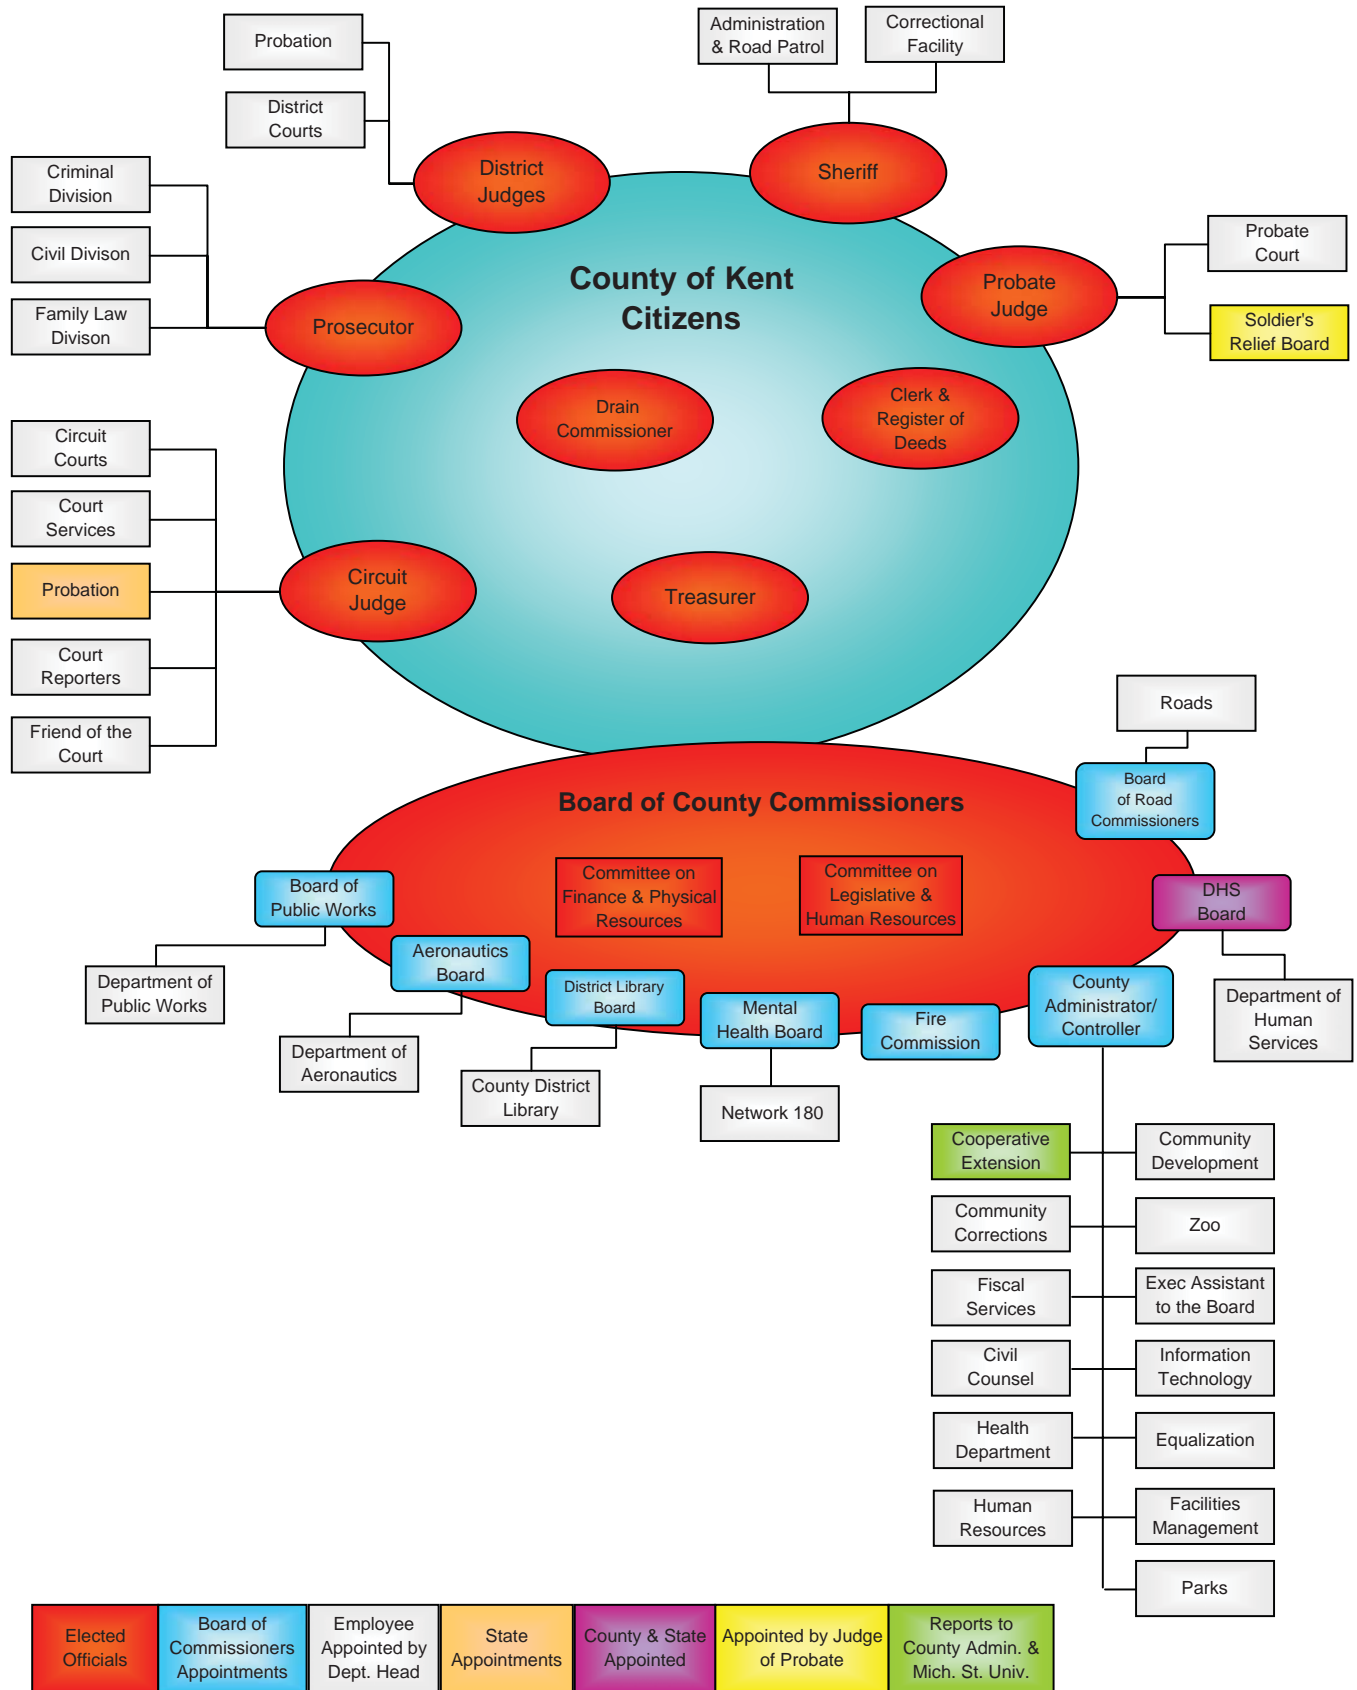 Administration
& Road Patrol
Correctional
Facility
Probation
District
Courts
District
Judges
Sheriff
Criminal
Division
Civil Divison
Family Law
Divison
Prosecutor
County of Kent
Citizens
Probate
Judge
Probate
Court
Soldier's
Relief Board
Drain
Commissioner
Clerk &
Register of
Deeds
Circuit
Courts
Court
Services
Probation
Court
Reporters
Friend of the
Court
Circuit
Judge
Treasurer
Roads
Board
of Road
Commissioners
Board of County Commissioners
Committee on
Finance & Physical
Resources
Committee on
Legislative &
Human Resources
Board of
Public Works
DHS
Board
Department of
Public Works
Aeronautics
Board
District Library
Board
Mental
Health Board
Fire
Commission
County
Administrator/
Controller
Department of
Human
Services
Department of
Aeronautics
County District
Library
Network 180
Cooperative
Extension
Community
Development
Community
Corrections
Zoo
Fiscal
Services
Exec Assistant
to the Board
Civil
Counsel
Information
Technology
Health
Department
Equalization
Human
Resources
Facilities
Management
Parks
Elected
Officials
Board of
Commissioners
Appointments
Employee
Appointed by
Dept. Head
State
Appointments
County & State
Appointed
Appointed by Judge
of Probate
Reports to
County Admin. &
Mich. St. Univ.